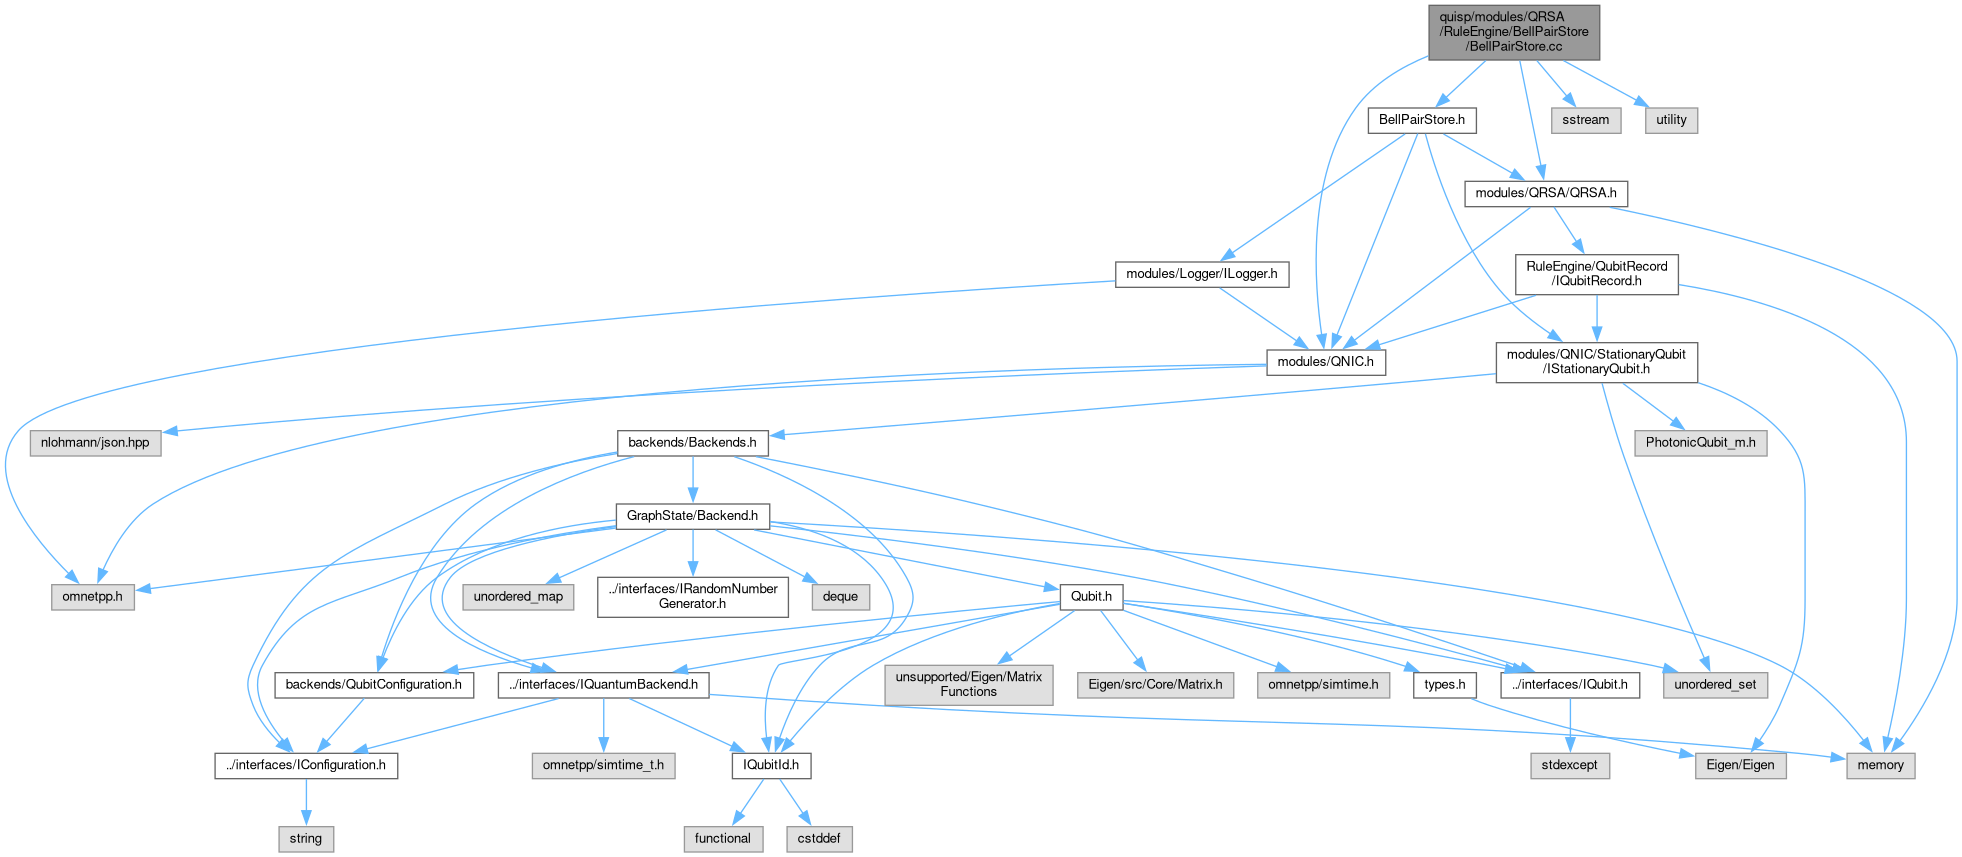 quisp/modules/QRSA
/RuleEngine/BellPairStore
/BellPairStore.cc
BellPairStore.h
sstream
utility
modules/QRSA/QRSA.h
modules/Logger/ILogger.h
RuleEngine/QubitRecord
/IQubitRecord.h
modules/QNIC.h
modules/QNIC/StationaryQubit
/IStationaryQubit.h
nlohmann/json.hpp
backends/Backends.h
PhotonicQubit_m.h
GraphState/Backend.h
omnetpp.h
unordered_map
../interfaces/IRandomNumber
Generator.h
deque
Qubit.h
backends/QubitConfiguration.h
../interfaces/IQuantumBackend.h
unsupported/Eigen/Matrix
Functions
Eigen/src/Core/Matrix.h
omnetpp/simtime.h
types.h
../interfaces/IQubit.h
unordered_set
../interfaces/IConfiguration.h
omnetpp/simtime_t.h
IQubitId.h
stdexcept
Eigen/Eigen
memory
string
functional
cstddef